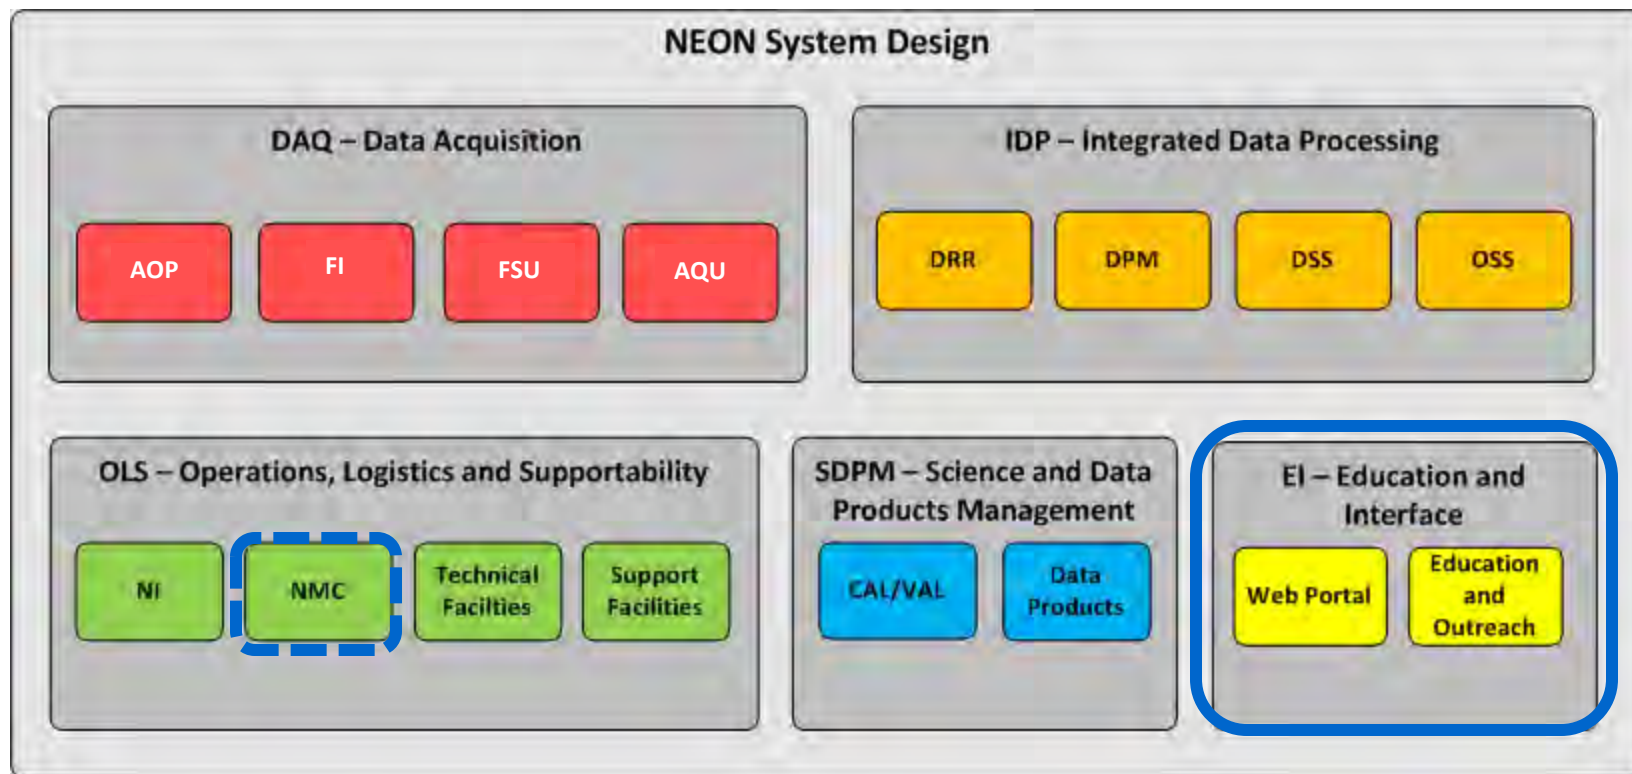 NEON System Design
DAQ – Data Acquisition
AOP
FI
FSU
AQU
IDP – Integrated Data Processing
DRR
DPM
DSS
OSS
OLS – Operations, Logistics and Supportability
NI
NMC
Technical
Facilties
Support
Facilities
SDPM – Science and Data
Products Management
CAL/VAL
Data
Products
EI – Education and
Interface
Web Portal
Education
and
Outreach